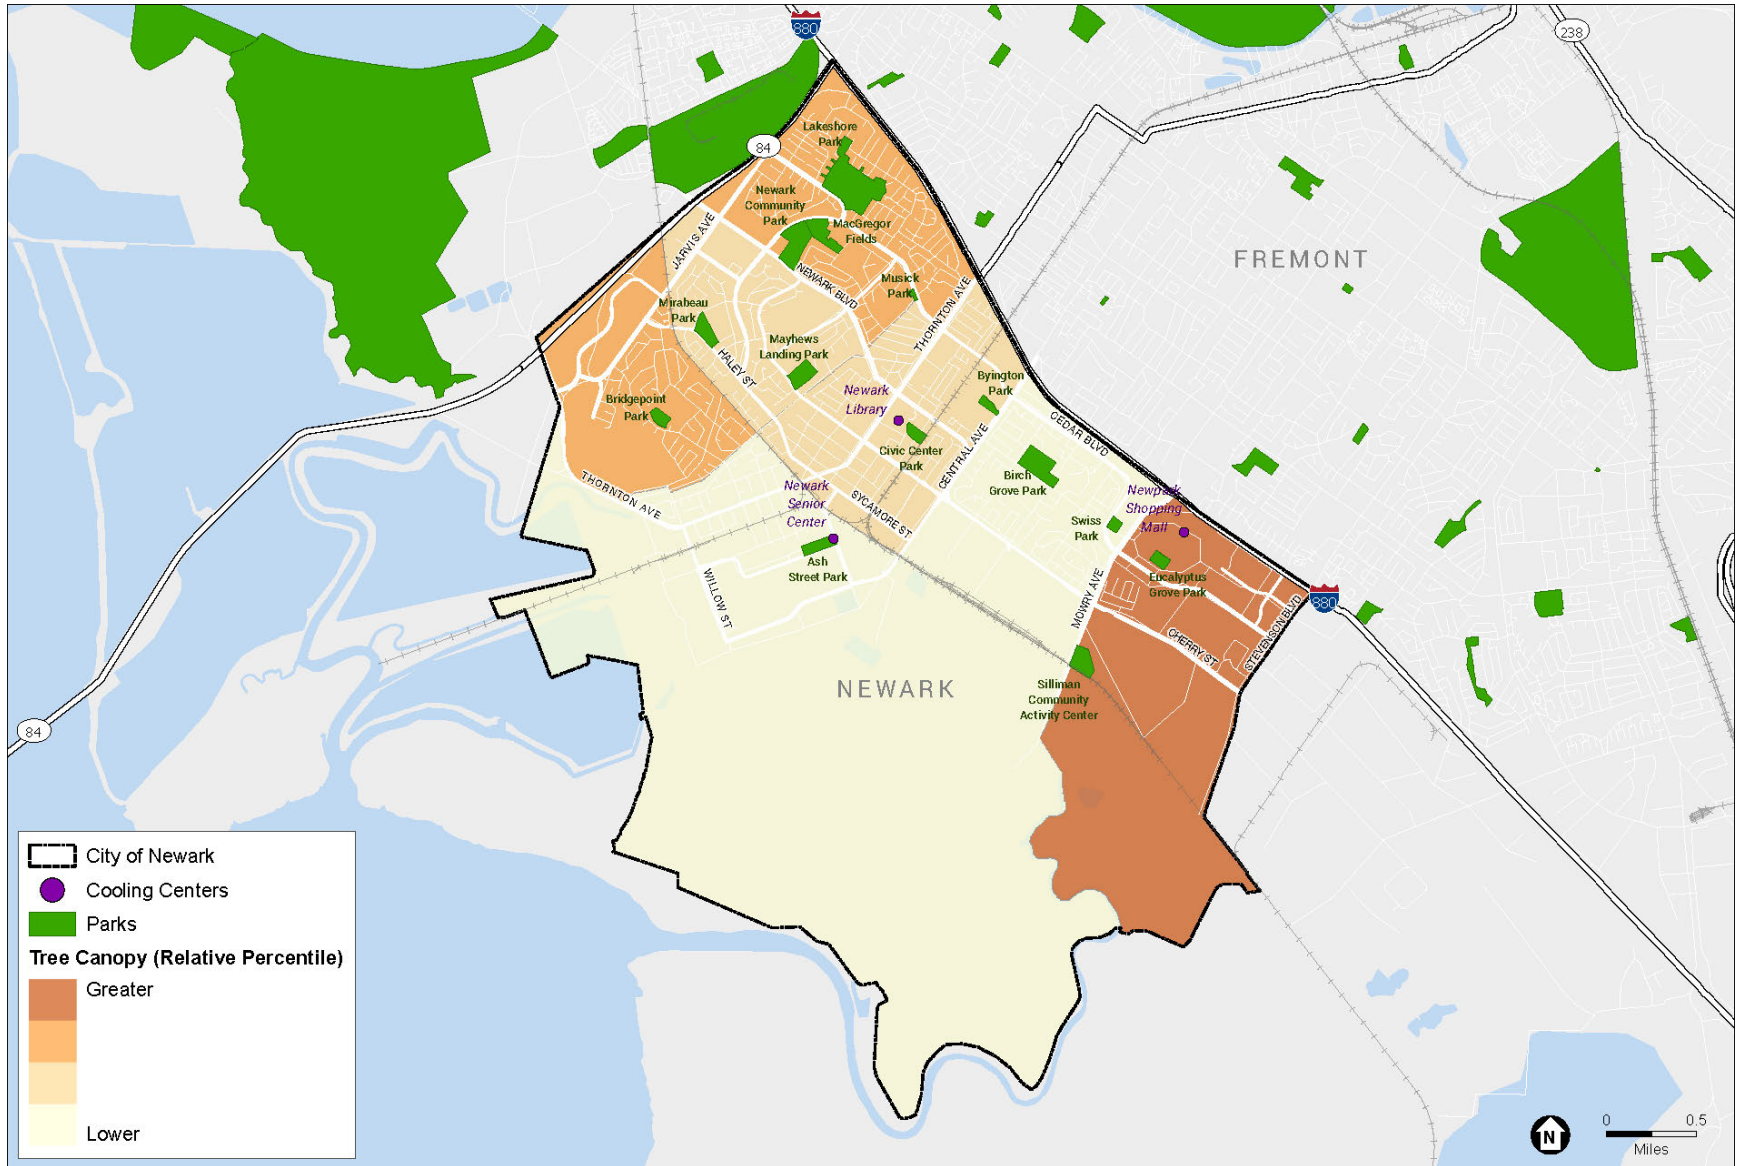 880
238
Lakeshore
Park
84
Newark
Community
Park
MacGregor
Fields
JARVIS AVE
FREMONT
NEWARK BLVD
Musick
Park
THORNTON AVE
Mirabeau
Park
Mayhews
Landing Park
HALEY ST
Byington
Park
Newark
Library
Bridgepoint
Park
CEDAR BLVD
Civic Center
Park
CENTRAL AVE
Birch
Grove Park
THORNTON AVE
Newark
Senior
Center
SYCAMORE ST
Newpark
Shopping
Mall
Swiss
Park
Ash
Street Park
WILLOW ST
MOWRY AVE
Eucalyptus
Grove Park
880
STEVENSON BLVD
CHERRY ST
NEWARK
Silliman
Community
Activity Center
84
City of Newark
Cooling Centers
Parks
Tree Canopy (Relative Percentile)
Greater
Lower
N
0 0.5
Miles